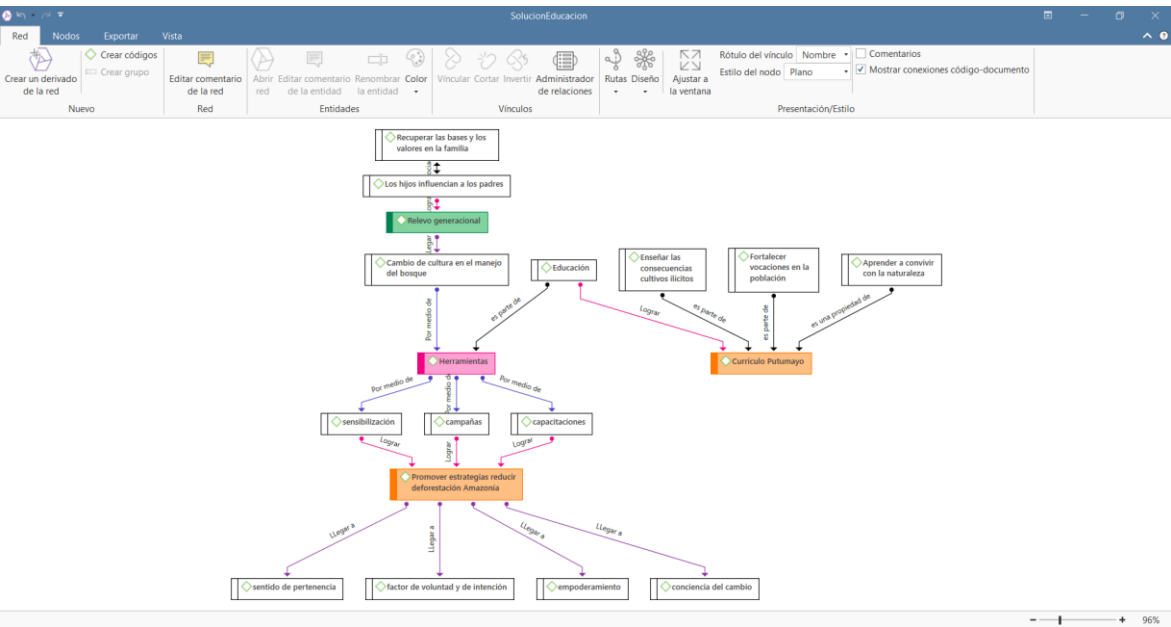 SolucionEducacion
Red Nodos Exportar Vista
Crear un derivado
de la red
Crear códigos
Crear grupo
Nuevo
Editar comentario
de la red
Red
Abrir
red
Editar comentario
de la entidad
Renombrar
la entidad
Color
Entidades
Vincular Cortar Invertir
Administrador
de relaciones
Vínculos
Rutas Diseño
Ajustar a
la ventana
Rótulo del vínculo Nombre
Estilo del nodo Plano
Comentarios
Mostrar conexiones código-documento
Presentación/Estilo
Recuperar las bases y los
valores en la familia
Los hijos influencian a los padres
Relevo generacional
Cambio de cultura en el manejo
del bosque
Educación
Enseñar las
consecuencias
cultivos ilícitos
Fortalecer
vocaciones en la
población
Aprender a convivir
con la naturaleza
Por medio de
es parte de
Lograr
es parte de
es parte de
es una propiedad de
Herramientas
Curriculo Putumayo
Por medio de
Por medio de
Por medio de
sensibilización
campañas
capacitaciones
Lograr
Lograr
Lograr
Promover estrategias reducir
deforestación Amazonía
LLegar a
LLegar a
LLegar a
LLegar a
sentido de pertenencia
factor de voluntad y de intención
empoderamiento
conciencia del cambio
96%